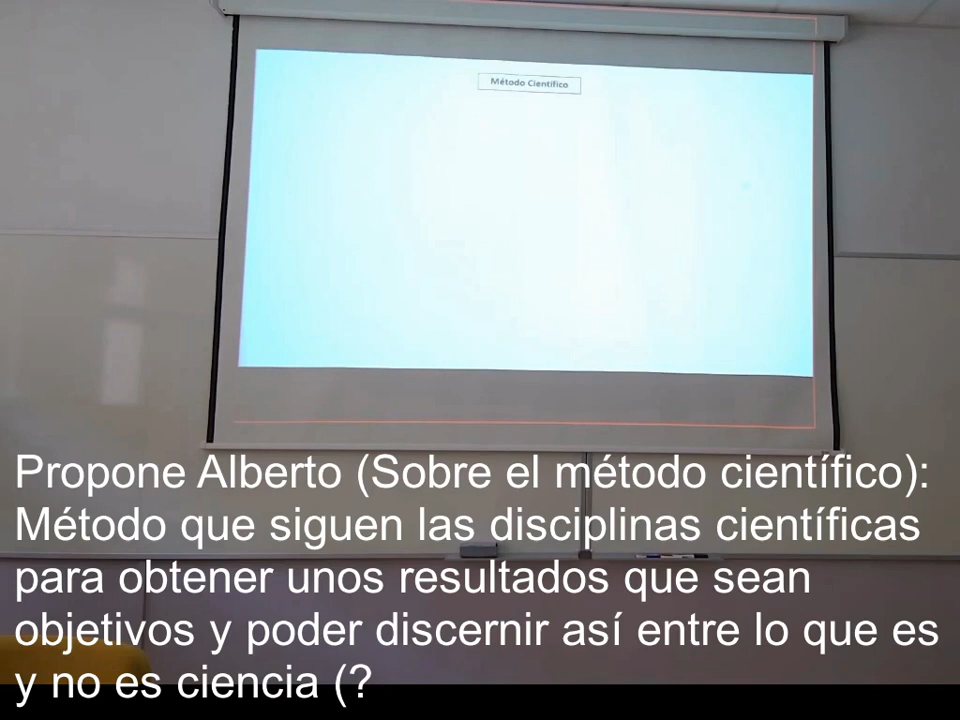 Método Científico
Propone Alberto (Sobre el método científico):
Método que siguen las disciplinas científicas
para obtener unos resultados que sean
objetivos y poder discernir así entre lo que es
y no es ciencia (?